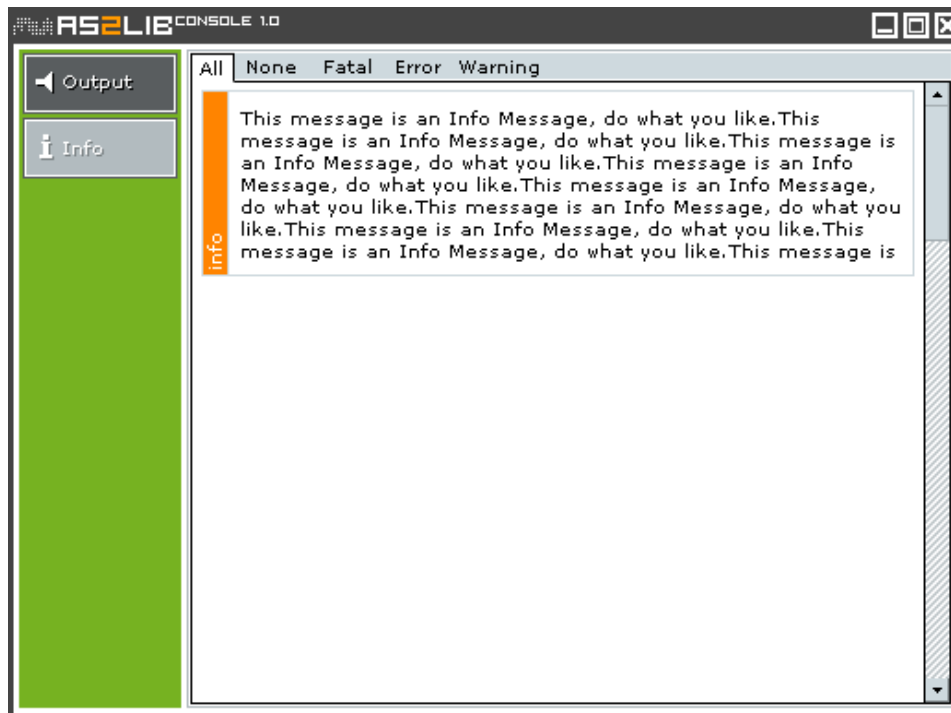 AS2LIB CONSOLE 1.0
Output
Info
All None Fatal Error Warning
This message is an Info Message, do what you like.This
message is an Info Message, do what you like.This message is
an Info Message, do what you like.This message is an Info
Message, do what you like.This message is an Info Message,
do what you like.This message is an Info Message, do what you
like.This message is an Info Message, do what you like.This
message is an Info Message, do what you like.This message is
info